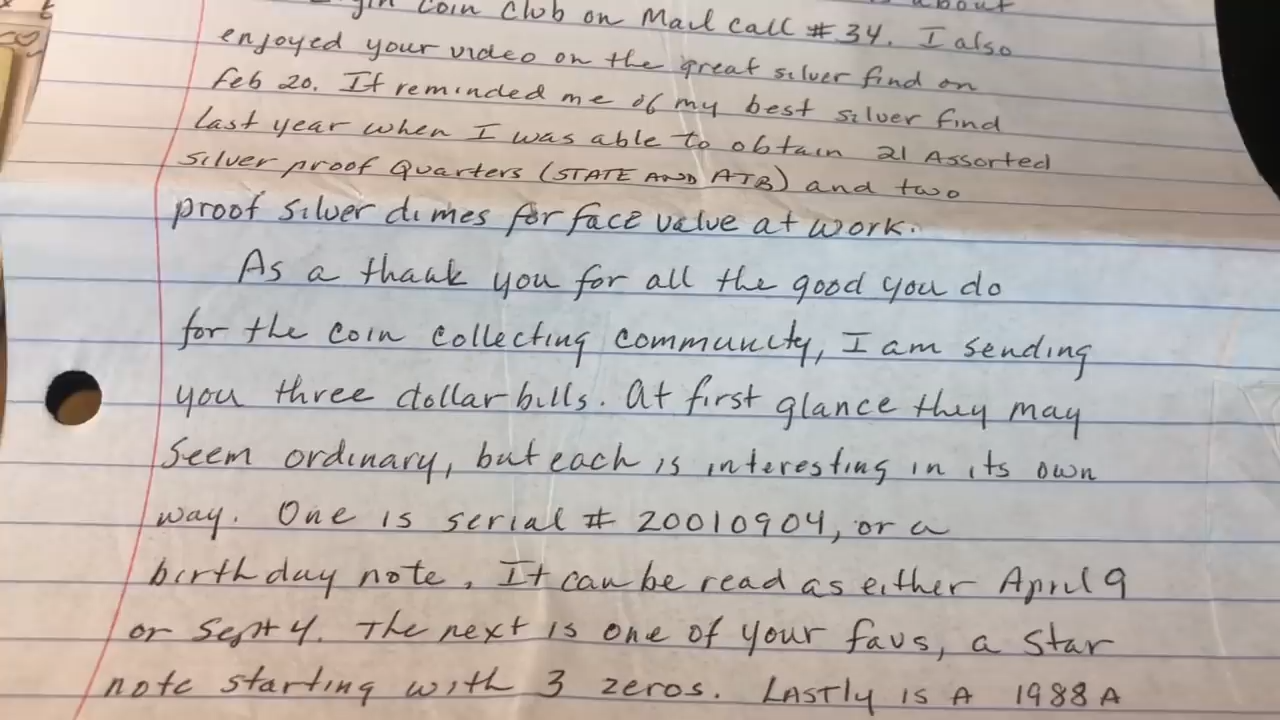 about
Coin Club on Mail Call # 34. I also
enjoyed your video on the great silver find on
Feb 20. It reminded me of my best silver find
last year when I was able to obtain 21 Assorted
silver proof Quarters (STATE AND ATB) and two
proof silver dimes for face value at work.
As a thank you for all the good you do
for the coin collecting community, I am sending
you three dollar bills. At first glance they may
seem ordinary, but each is interesting in its own
way. One is serial # 20010904, or a
birthday note. It can be read as either April 9
or Sept 4. The next is one of your favs, a Star
note starting with 3 zeros. LASTLY IS A 1988 A